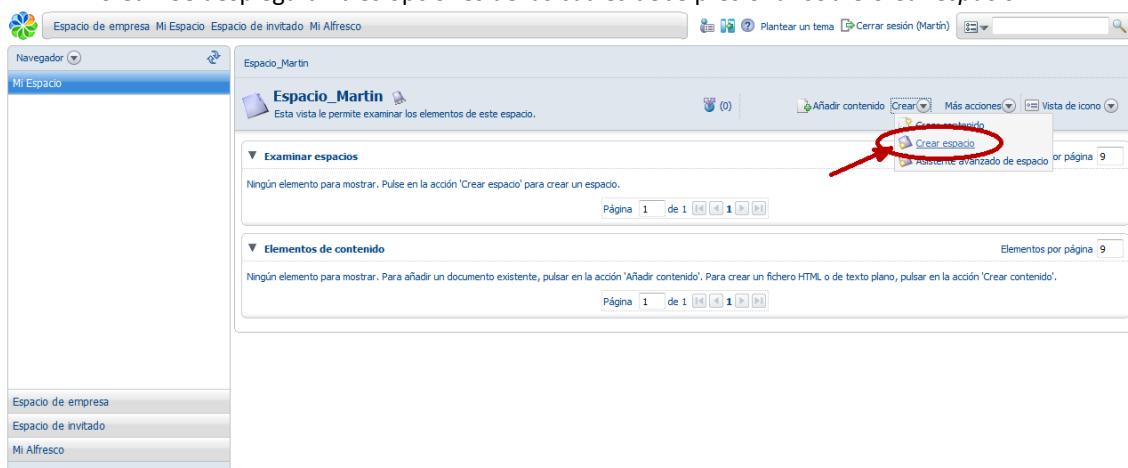 Espacio de empresa Mi Espacio Espacio de invitado Mi Alfresco Plantear un tema Cerrar sesión (Martín)
Navegador
Mi Espacio
Espacio_Martin
Espacio_Martin
Esta vista le permite examinar los elementos de este espacio.
(0) Añadir contenido Crear Más acciones Vista de icono
Crear contenido
Crear espacio
Asistente avanzado de espacio
Examinar espacios or página 9
Ningún elemento para mostrar. Pulse en la acción 'Crear espacio' para crear un espacio.
Página 1 de 1 1
Elementos de contenido Elementos por página 9
Ningún elemento para mostrar. Para añadir un documento existente, pulsar en la acción 'Añadir contenido'. Para crear un fichero HTML o de texto plano, pulsar en la acción 'Crear contenido'.
Página 1 de 1 1
Espacio de empresa
Espacio de invitado
Mi Alfresco